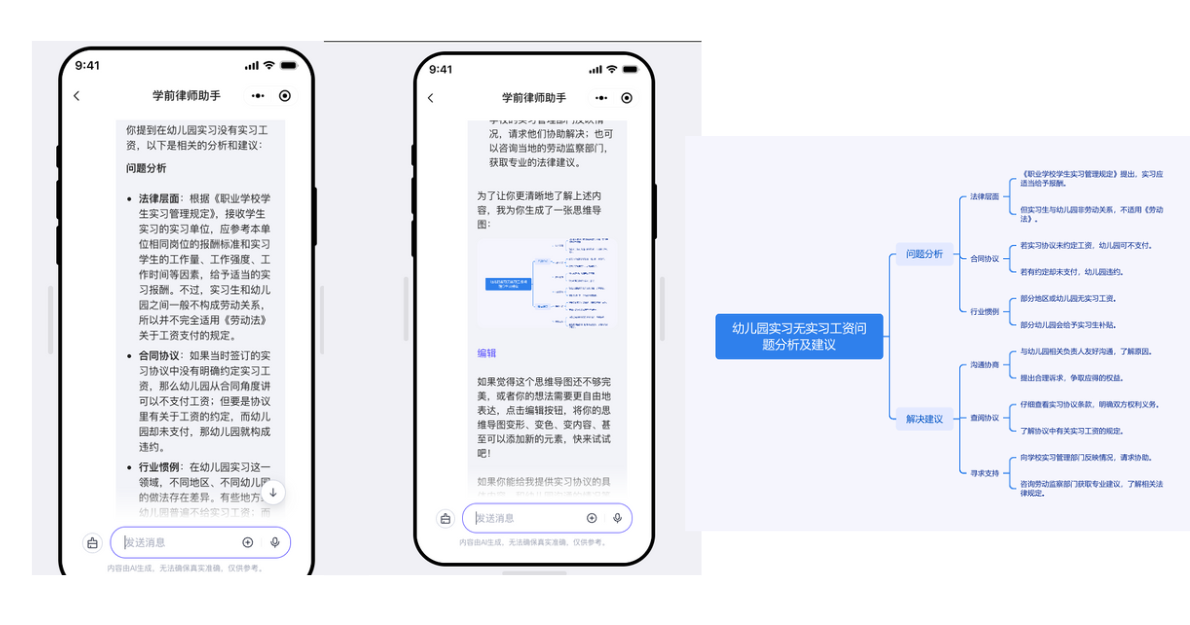 9:41
学前律师助手
你提到在幼儿园实习没有实习工
资，以下是相关的分析和建议：
问题分析
• 法律层面：根据《职业学校学
生实习管理规定》，接收学生
实习的实习单位，应参考本单
位相同岗位的报酬标准和实习
学生的工作量、工作强度、工
作时间等因素，给予适当的实
习报酬。不过，实习生和幼儿
园之间一般不构成劳动关系，
所以并不完全适用《劳动法》
关于工资支付的规定。
• 合同协议：如果当时签订的实
习协议中没有明确约定实习工
资，那么幼儿园从合同角度讲
可以不支付工资；但要是协议
里有关于工资的约定，而幼儿
园却未支付，那幼儿园就构成
违约。
• 行业惯例：在幼儿园实习这一
领域，不同地区、不同幼儿园
的做法存在差异。有些地方
幼儿园普遍不给实习工资；而
发送消息
内容由AI生成，无法确保真实准确，仅供参考。
9:41
学前律师助手
学校的实习管理部门反映情
况，请求他们协助解决；也可
以咨询当地的劳动监察部门，
获取专业的法律建议。
为了让你更清晰地了解上述内
容，我为你生成了一张思维导
图：
编辑
如果觉得这个思维导图还不够完
美，或者你的想法需要更自由地
表达，点击编辑按钮，将你的思
维导图变形、变色、变内容、甚
至可以添加新的元素，快来试试
吧！
如果你能给我提供实习协议的具
发送消息
内容由AI生成，无法确保真实准确，仅供参考。
幼儿园实习无实习工资问
题分析及建议
问题分析
法律层面
《职业学校学生实习管理规定》提出，实习应
适当给予报酬。
但实习生与幼儿园非劳动关系，不适用《劳动
法》。
合同协议
若实习协议未约定工资，幼儿园可不支付。
若有约定却未支付，幼儿园违约。
行业惯例
部分地区或幼儿园无实习工资。
部分幼儿园会给予实习生补贴。
解决建议
沟通协商
与幼儿园相关负责人友好沟通，了解原因。
提出合理诉求，争取应得的权益。
查阅协议
仔细查看实习协议条款，明确双方权利义务。
了解协议中有关实习工资的规定。
寻求支持
向学校实习管理部门反映情况，请求协助。
咨询劳动监察部门获取专业建议，了解相关法
律规定。